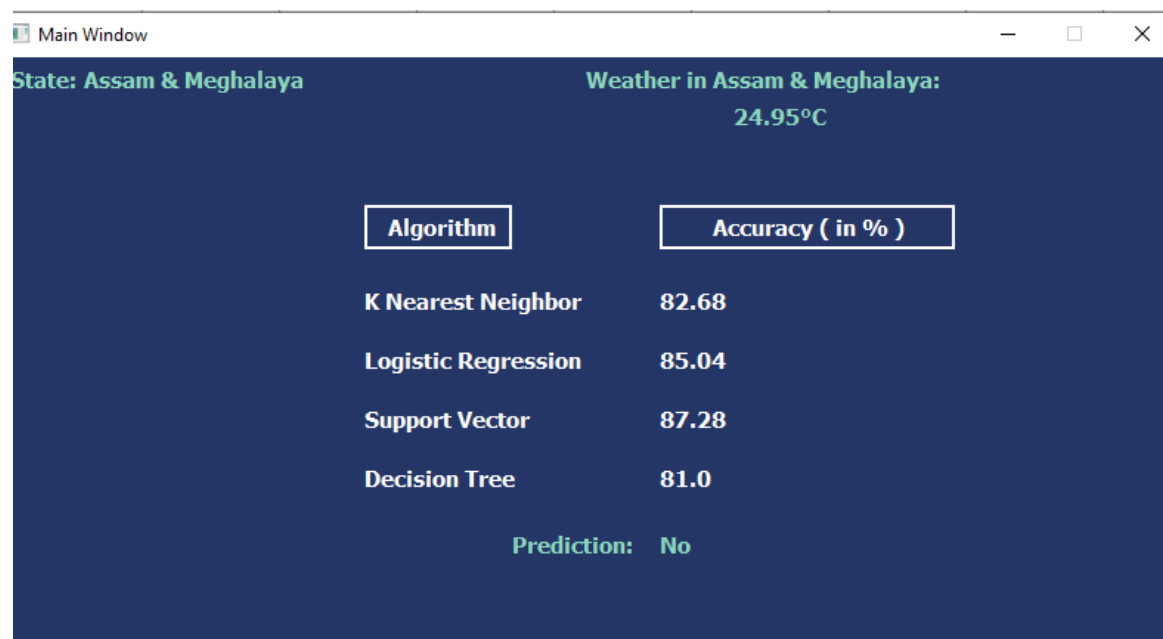 Main Window
State: Assam & Meghalaya
Weather in Assam & Meghalaya:
24.95°C
Algorithm Accuracy ( in % )
K Nearest Neighbor 82.68
Logistic Regression 85.04
Support Vector 87.28
Decision Tree 81.0
Prediction: No